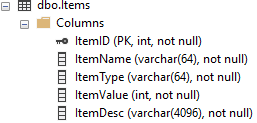 dbo.Items
Columns
ItemID (PK, int, not null)
ItemName (varchar(64), not null)
ItemType (varchar(64), not null)
ItemValue (int, not null)
ItemDesc (varchar(4096), not null)